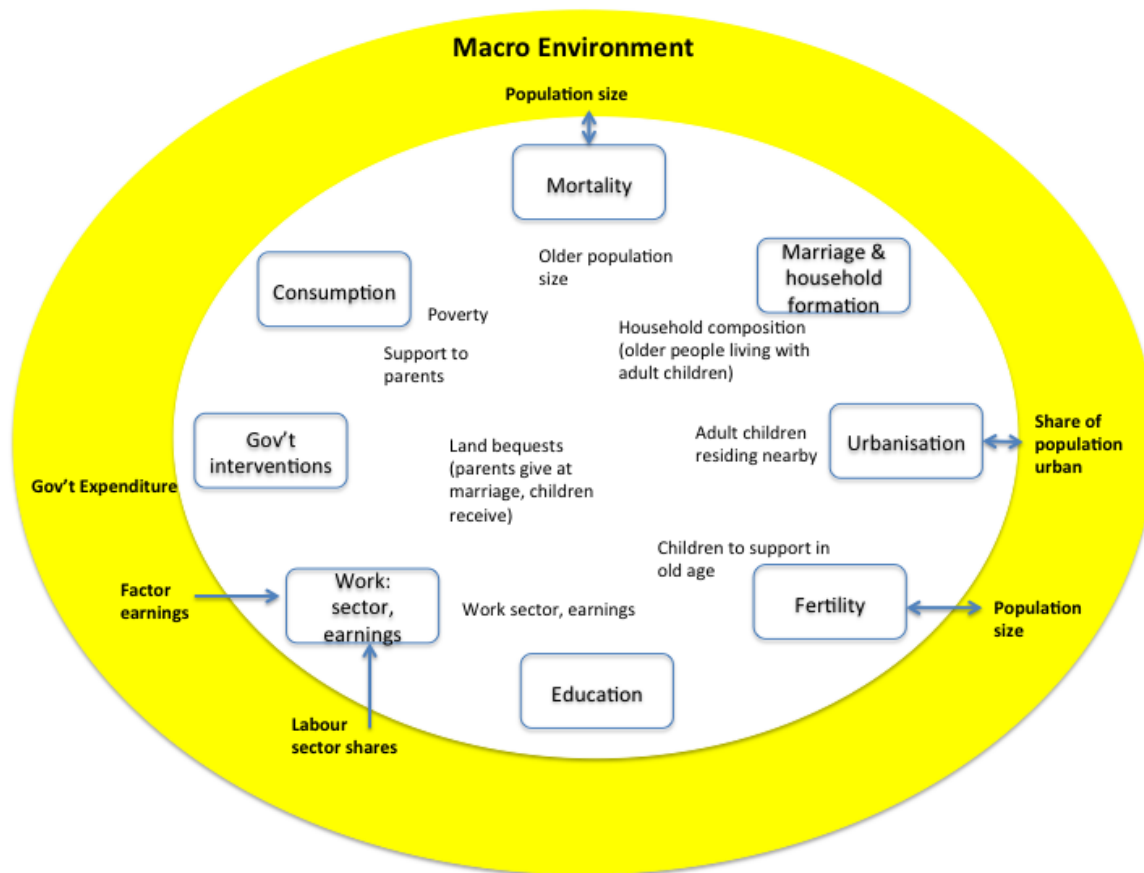 Macro Environment
Population size
Mortality
Older population
size
Marriage &
household
formation
Consumption
Poverty
Household composition
(older people living with
adult children)
Support to
parents
Gov't
interventions
Land bequests
(parents give at
marriage, children
receive)
Adult children
residing nearby
Urbanisation
Share of
population
urban
Gov't Expenditure
Children to support in
old age
Factor
earnings
Work:
sector,
earnings
Work sector, earnings
Fertility
Population
size
Education
Labour
sector shares